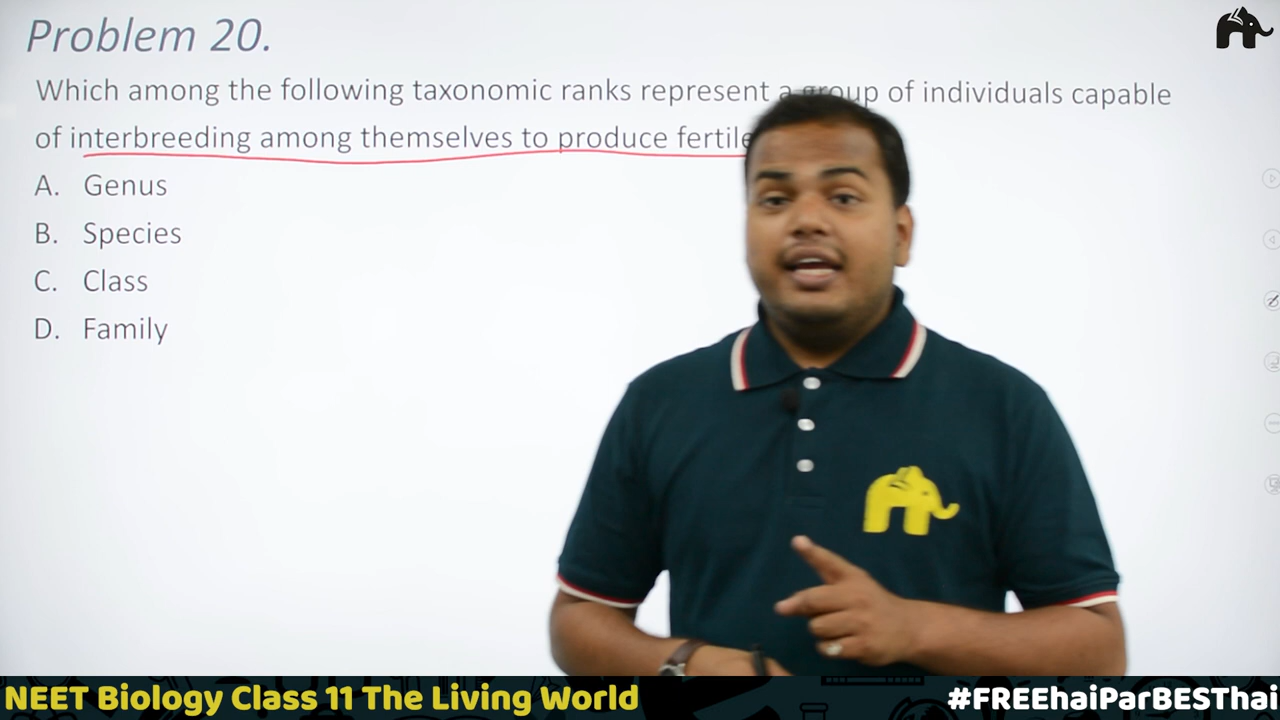 Problem 20.
Which among the following taxonomic ranks represent a group of individuals capable
of interbreeding among themselves to produce fertile
A. Genus
B. Species
C. Class
D. Family
NEET Biology Class 11 The Living World
#FREEhaiParBESThai